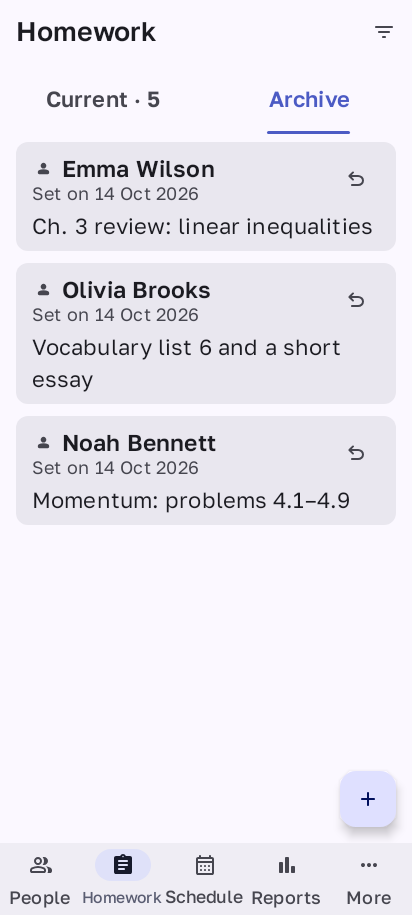 Homework
Current · 5
Archive
Emma Wilson
Set on 14 Oct 2026
Ch. 3 review: linear inequalities
Olivia Brooks
Set on 14 Oct 2026
Vocabulary list 6 and a short
essay
Noah Bennett
Set on 14 Oct 2026
Momentum: problems 4.1–4.9
People
Homework
Schedule
Reports
More